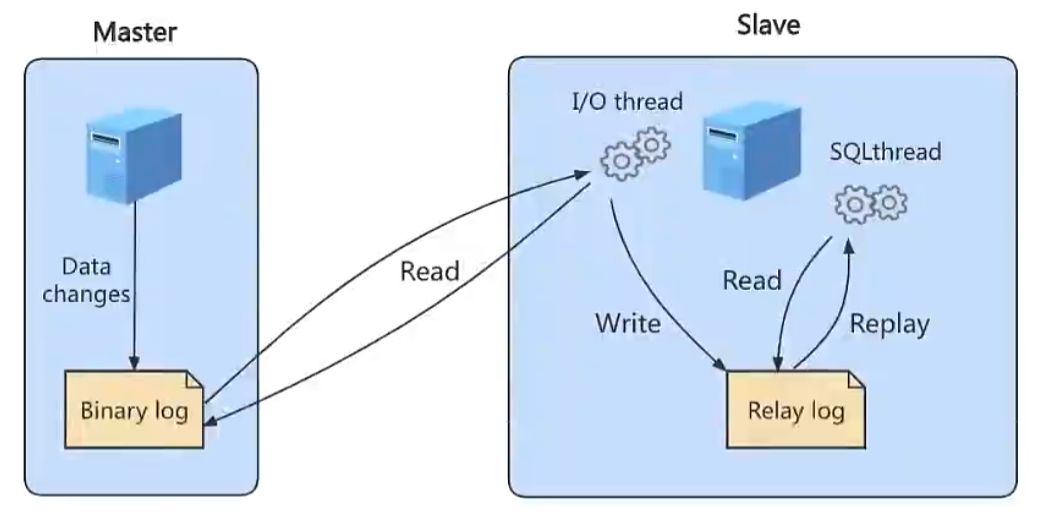 Master
Slave
I/O thread
SQLthread
Data
changes
Read
Read
Write
Replay
Binary log
Relay log